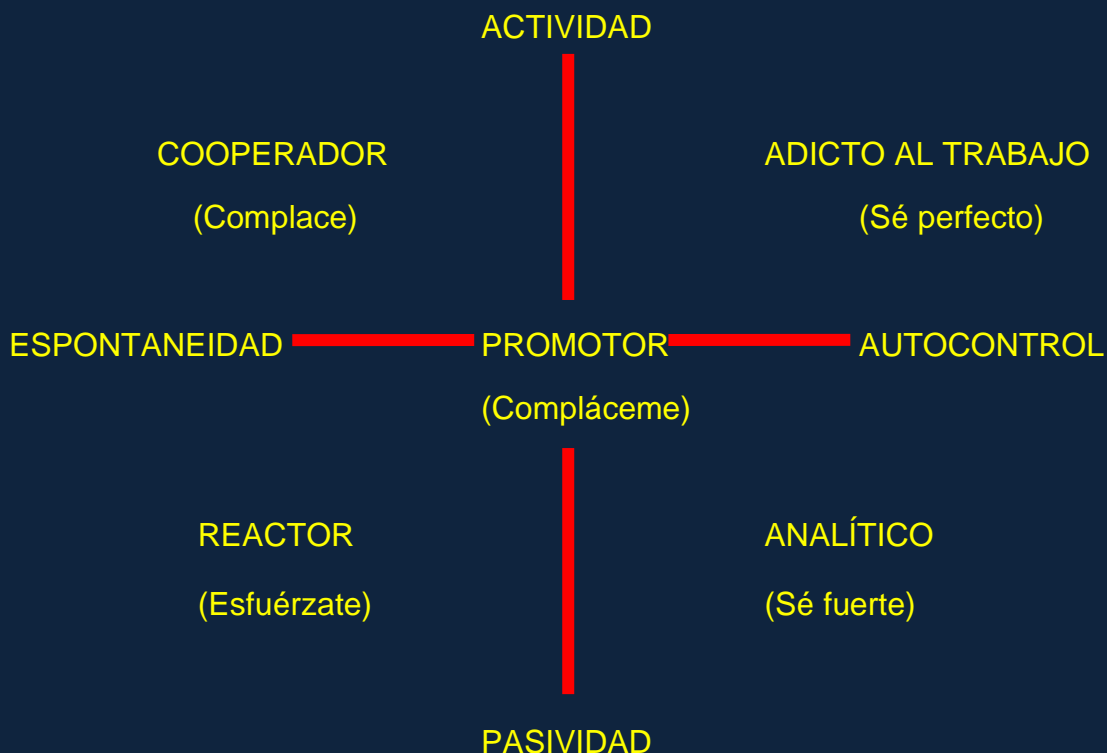 ACTIVIDAD
COOPERADOR
ADICTO AL TRABAJO
(Complace)
(Sé perfecto)
ESPONTANEIDAD
PROMOTOR
AUTOCONTROL
(Compláceme)
REACTOR
ANALÍTICO
(Esfuérzate)
(Sé fuerte)
PASIVIDAD